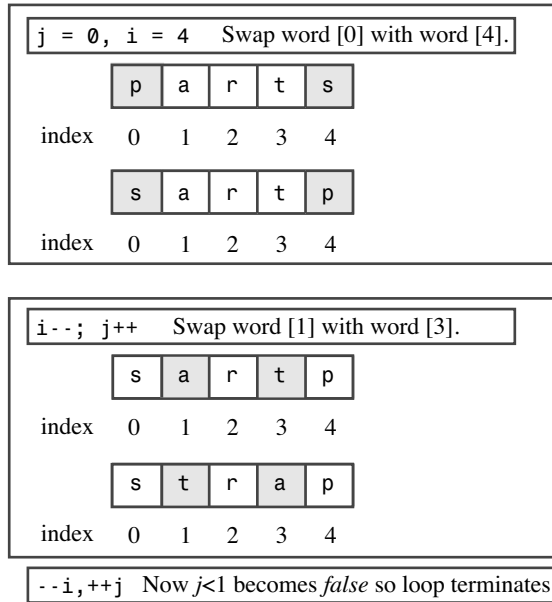 j = 0, i = 4 Swap word [0] with word [4].
p a r t s
index 0 1 2 3 4
s a r t p
index 0 1 2 3 4
i--; j++ Swap word [1] with word [3].
s a r t p
index 0 1 2 3 4
s t r a p
index 0 1 2 3 4
--i,++j Now j<1 becomes false so loop terminates